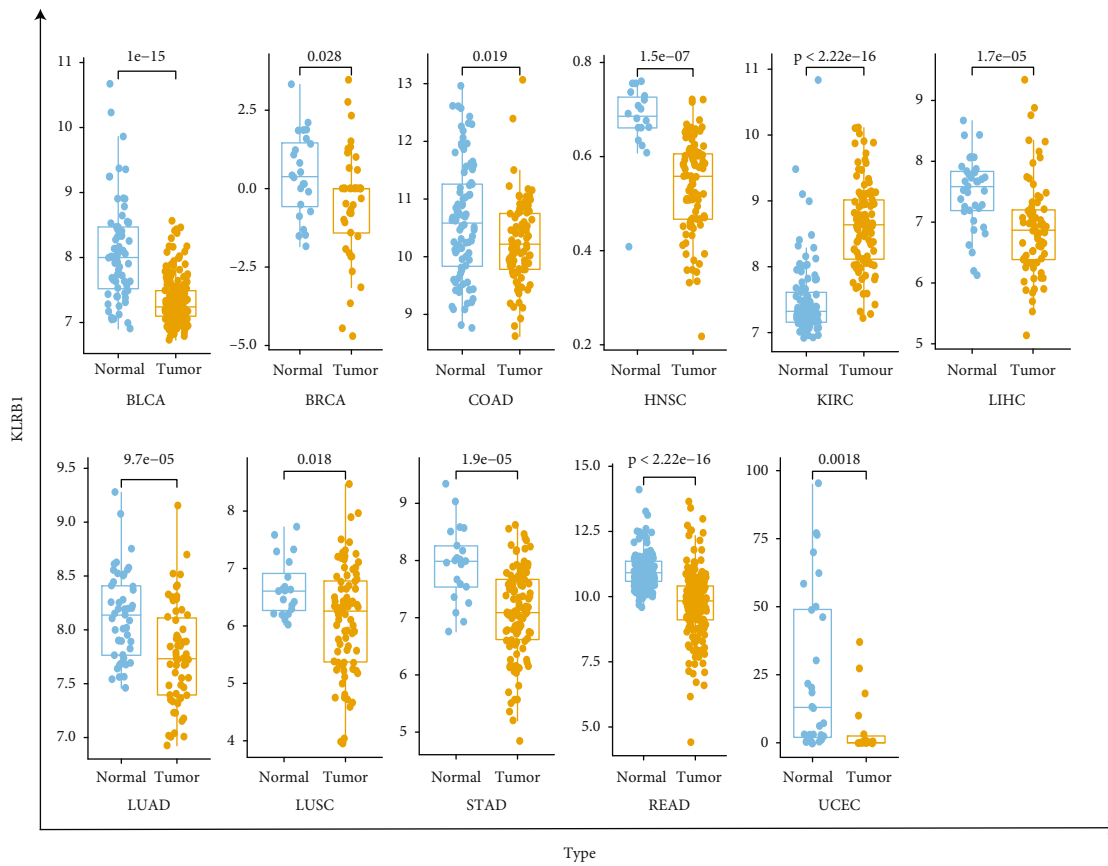 KLRB1
1e−15
11
10
9
8
7
Normal Tumor
BLCA
0.028
2.5
0.0
−2.5
−5.0
Normal Tumor
BRCA
0.019
13
12
11
10
9
Normal Tumor
COAD
1.5e−07
0.8
0.6
0.4
0.2
Normal Tumor
HNSC
p < 2.22e−16
11
10
9
8
7
Normal Tumour
KIRC
1.7e−05
9
8
7
6
5
Normal Tumor
LIHC
9.7e−05
9.5
9.0
8.5
8.0
7.5
7.0
Normal Tumor
LUAD
0.018
8
7
6
5
4
Normal Tumor
LUSC
1.9e−05
9
8
7
6
5
Normal Tumor
STAD
p < 2.22e−16
15.0
12.5
10.0
7.5
5.0
Normal Tumor
READ
0.0018
100
75
50
25
0
Normal Tumor
UCEC
Type